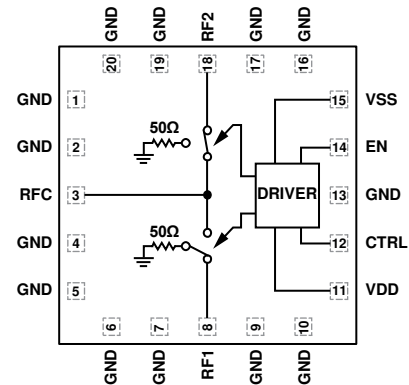 GND GND RF2 GND GND
20 19 18 17 16
GND 1 15 VSS
GND 2 50Ω 14 EN
RFC 3 DRIVER 13 GND
GND 4 50Ω 12 CTRL
GND 5 11 VDD
6 7 8 9 10
GND GND RF1 GND GND